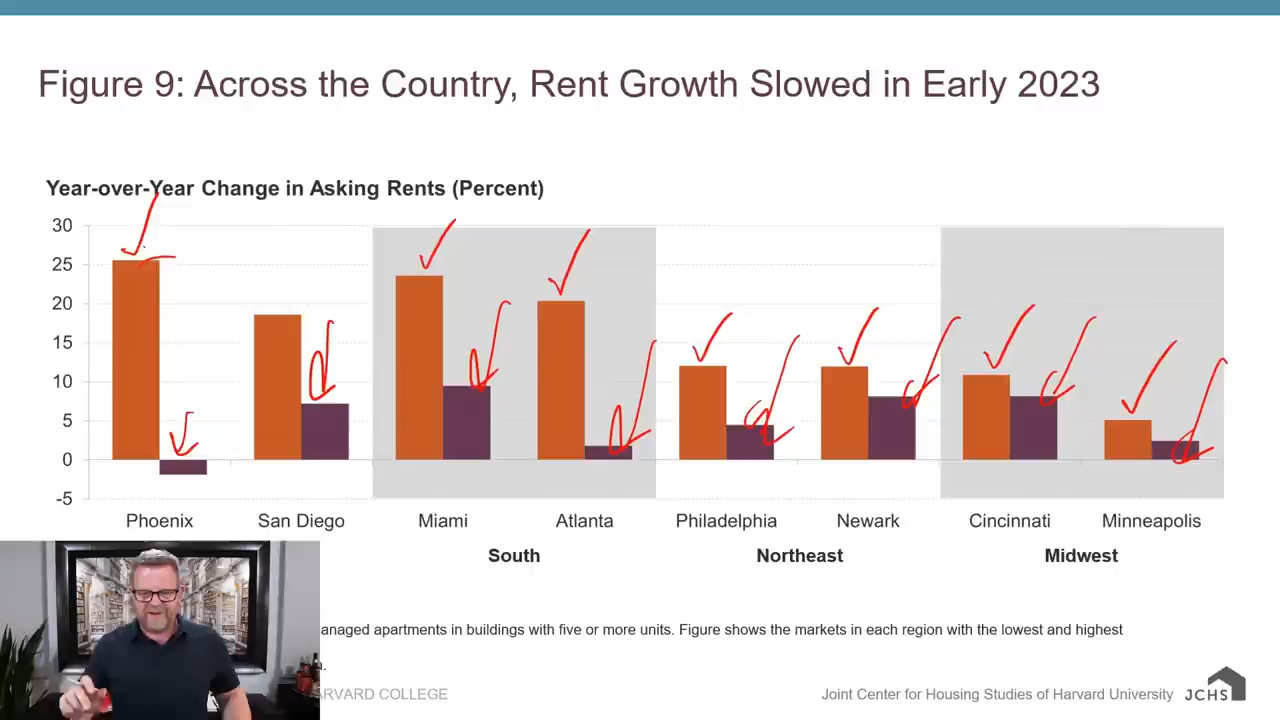 Figure 9: Across the Country, Rent Growth Slowed in Early 2023
Year-over-Year Change in Asking Rents (Percent)
30
25
20
15
10
5
0
-5
Phoenix San Diego Miami Atlanta Philadelphia Newark Cincinnati Minneapolis
South Northeast Midwest
anaged apartments in buildings with five or more units. Figure shows the markets in each region with the lowest and highest
ARVARD COLLEGE Joint Center for Housing Studies of Harvard University JCHS